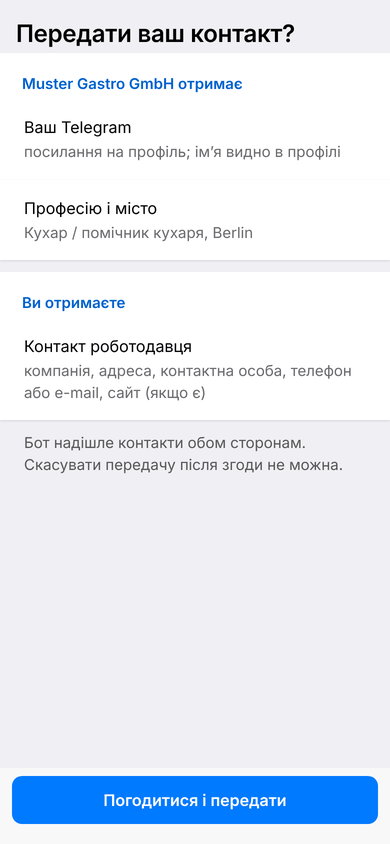 Передати ваш контакт?
Muster Gastro GmbH отримає
Ваш Telegram
посилання на профіль; ім’я видно в профілі
Професію і місто
Кухар / помічник кухаря, Berlin
Ви отримаєте
Контакт роботодавця
компанія, адреса, контактна особа, телефон
або e-mail, сайт (якщо є)
Бот надішле контакти обом сторонам.
Скасувати передачу після згоди не можна.
Погодитися і передати